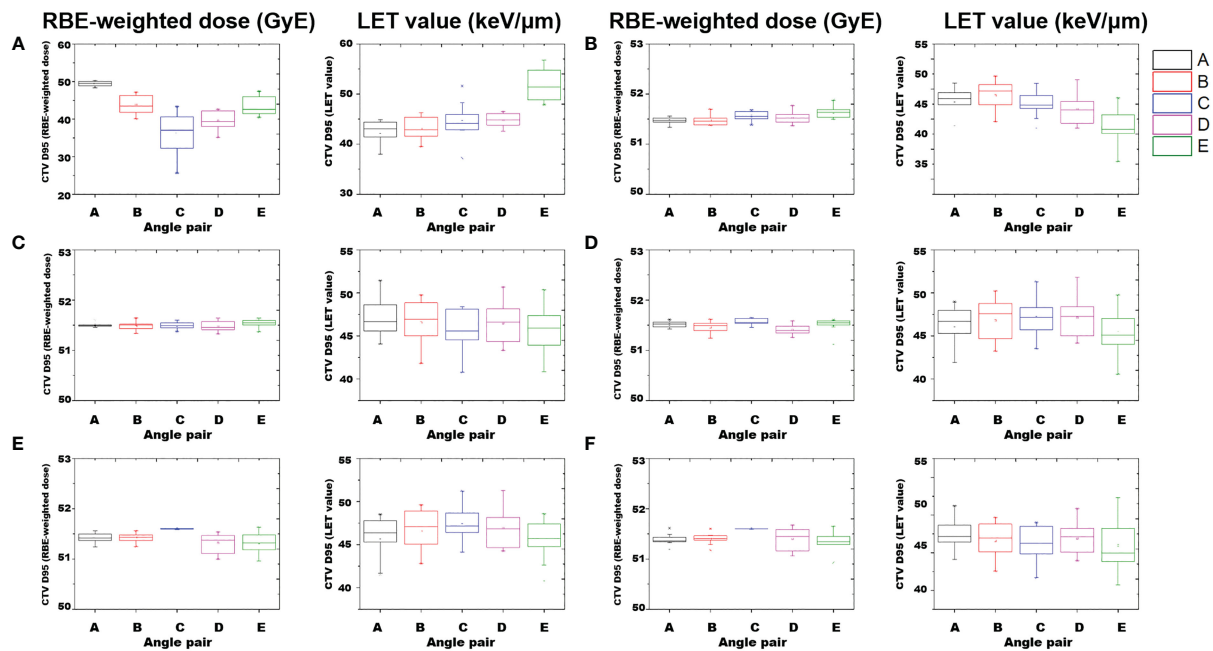 RBE-weighted dose (GyE) LET value (keV/µm) RBE-weighted dose (GyE) LET value (keV/µm)
A
CTV D95 (RBE-weighted dose)
60
50
40
30
20
A B C D E
Angle pair
CTV D95 (LET value)
60
50
40
30
A B C D E
Angle pair
B
CTV D95 (RBE-weighted dose)
53
52
51
50
A B C D E
Angle pair
CTV D95 (LET value)
55
50
45
40
35
A B C D E
Angle pair
A
B
C
D
E
C
CTV D95 (RBE-weighted dose)
53
52
51
50
A B C D E
Angle pair
CTV D95 (LET value)
55
50
45
40
A B C D E
Angle pair
D
CTV D95 (RBE-weighted dose)
53
52
51
50
A B C D E
Angle pair
CTV D95 (LET value)
55
50
45
40
A B C D E
Angle pair
E
CTV D95 (RBE-weighted dose)
53
52
51
50
A B C D E
Angle pair
CTV D95 (LET value)
55
50
45
40
A B C D E
Angle pair
F
CTV D95 (RBE-weighted dose)
53
52
51
50
A B C D E
Angle pair
CTV D95 (LET value)
55
50
45
40
A B C D E
Angle pair